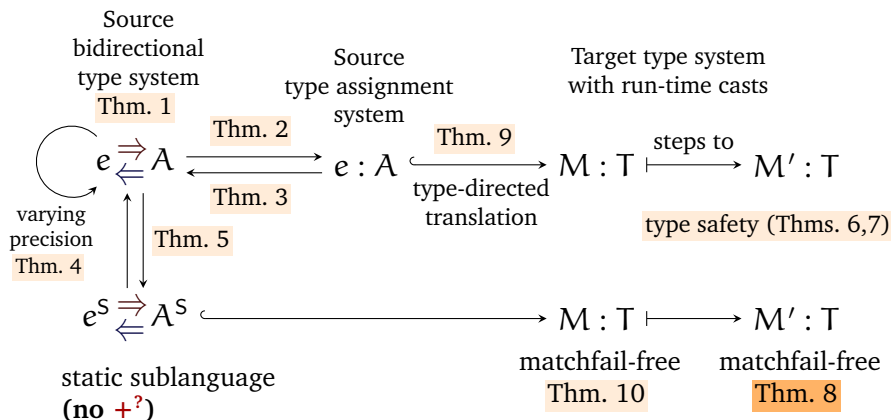 Source
bidirectional
type system
Thm. 1
Source
type assignment
system
Target type system
with run-time casts
Thm. 2
Thm. 9
steps to
e ⇒ ⇐ A
e : A
M : T
M′ : T
Thm. 3
type-directed
translation
varying
precision
Thm. 4
Thm. 5
type safety (Thms. 6,7)
eS ⇒ ⇐ AS
M : T
M′ : T
static sublanguage
(no +?)
matchfail-free
Thm. 10
matchfail-free
Thm. 8